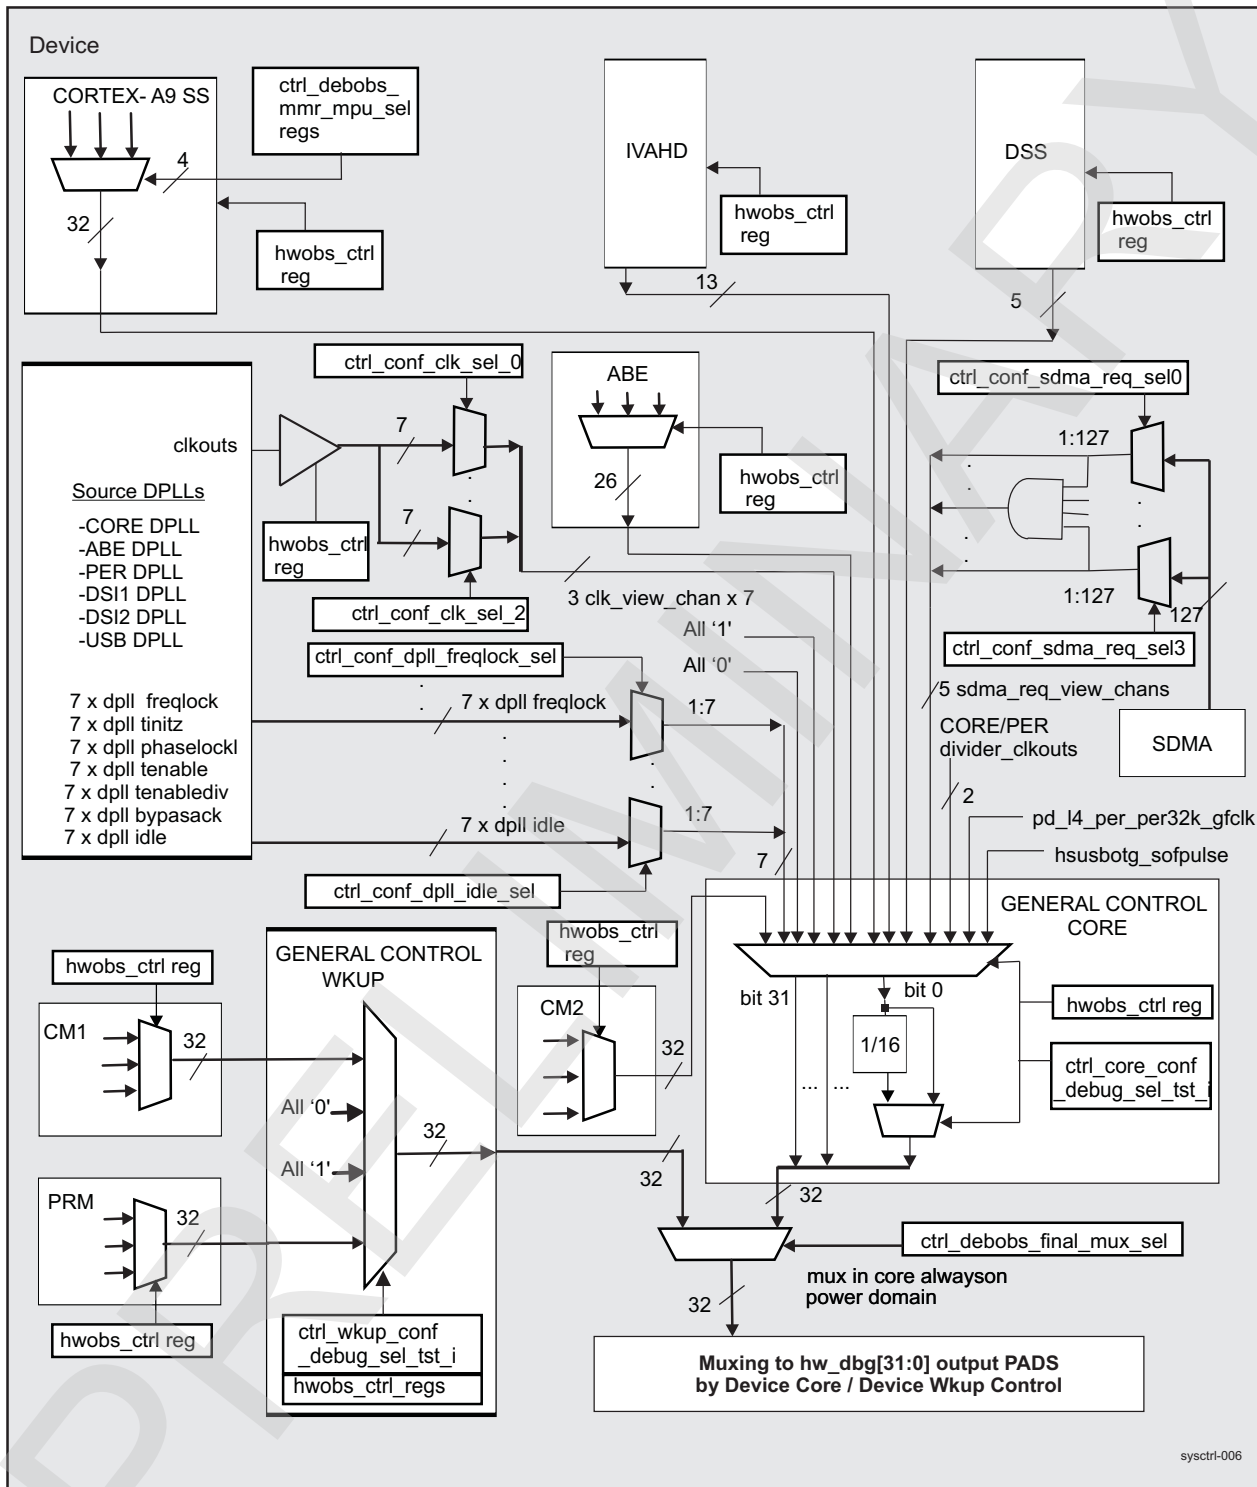 Device
CORTEX- A9 SS
ctrl_debobs_
mmr_mpu_sel
regs
4
32
hwobs_ctrl
reg
IVAHD
hwobs_ctrl
reg
13
DSS
hwobs_ctrl
reg
5
clkouts
Source DPLLs
-CORE DPLL
-ABE DPLL
-PER DPLL
-DSI1 DPLL
-DSI2 DPLL
-USB DPLL
7 x dpll freqlock
7 x dpll tinitz
7 x dpll phaselockl
7 x dpll tenable
7 x dpll tenablediv
7 x dpll bypasack
7 x dpll idle
hwobs_ctrl
reg
ctrl_conf_clk_sel_0
7
7
ctrl_conf_clk_sel_2
ABE
26
hwobs_ctrl
reg
3 clk_view_chan x 7
All '1'
All '0'
ctrl_conf_sdma_req_sel0
1:127
1:127
127
ctrl_conf_sdma_req_sel3
5 sdma_req_view_chans
SDMA
CORE/PER
divider_clkouts
2
pd_l4_per_per32k_gfclk
hsusbotg_sofpulse
ctrl_conf_dpll_freqlock_sel
7 x dpll freqlock
1:7
7 x dpll idle
1:7
7
ctrl_conf_dpll_idle_sel
GENERAL CONTROL
CORE
bit 31
bit 0
1/16
... ...
hwobs_ctrl reg
ctrl_core_conf
_debug_sel_tst_i
32
hwobs_ctrl
reg
CM2
32
hwobs_ctrl reg
CM1
32
GENERAL CONTROL
WKUP
All '0'
All '1'
32
PRM
32
hwobs_ctrl reg
ctrl_wkup_conf
_debug_sel_tst_i
hwobs_ctrl_regs
32
ctrl_debobs_final_mux_sel
mux in core alwayson
power domain
32
Muxing to hw_dbg[31:0] output PADS
by Device Core / Device Wkup Control
sysctrl-006
PRELIMINARY